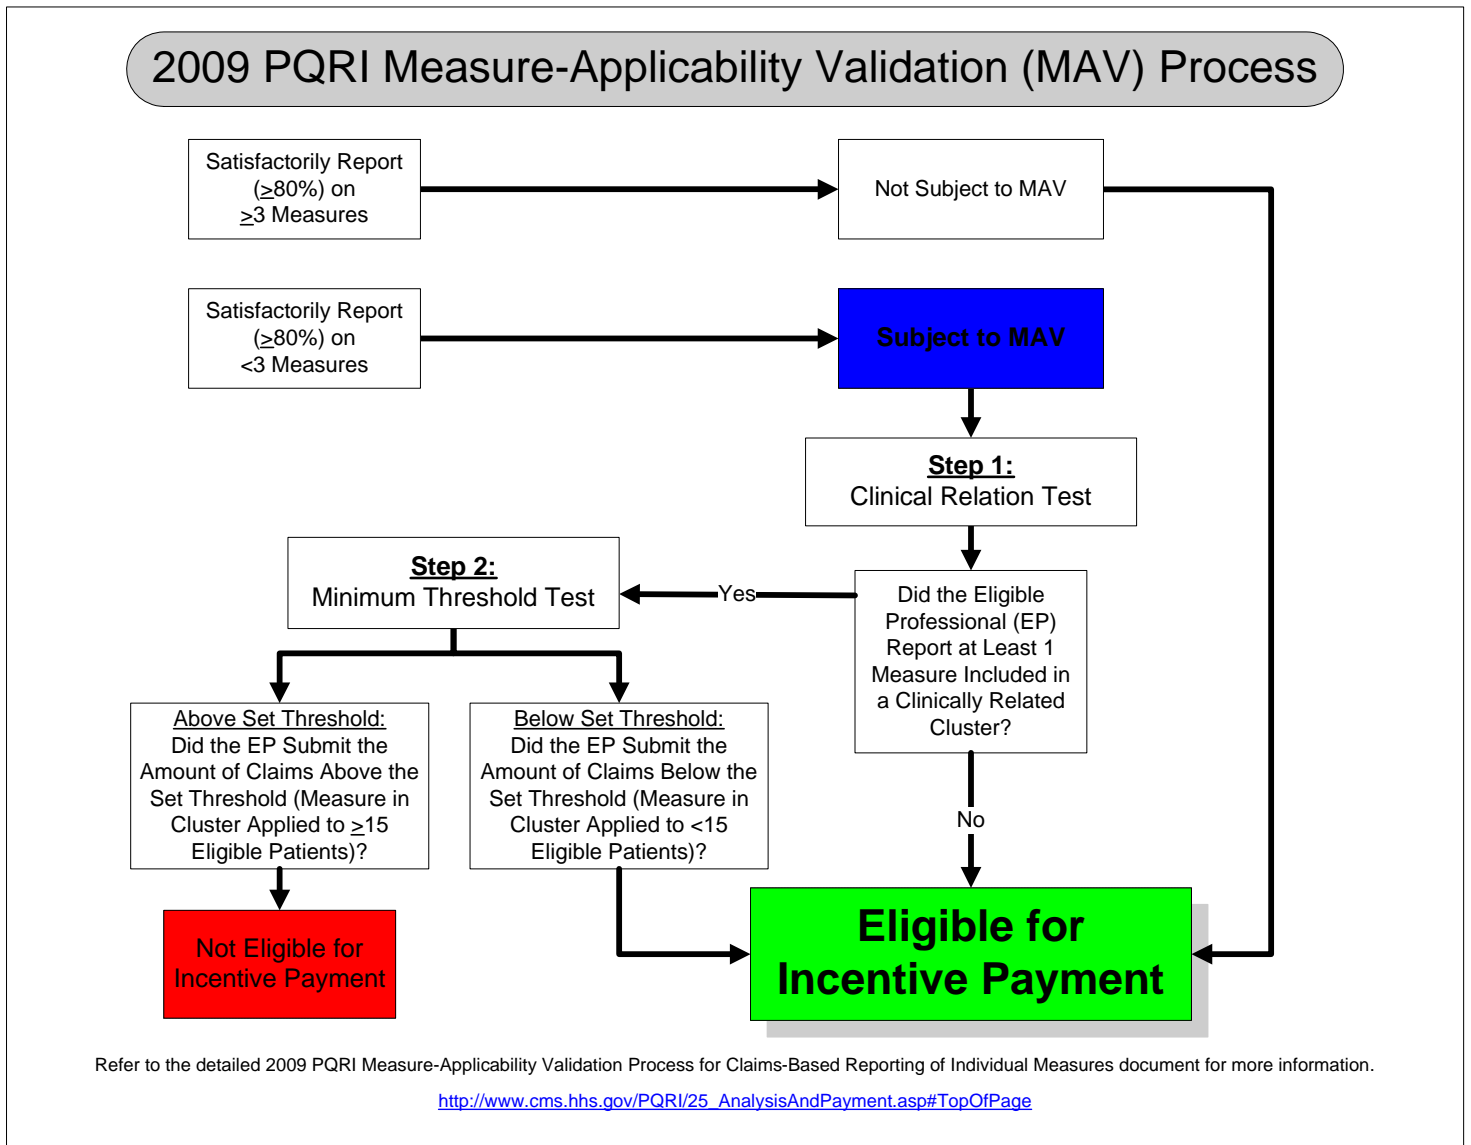 2009 PQRI Measure-Applicability Validation (MAV) Process
Satisfactorily Report
(≥80%) on
≥3 Measures
Not Subject to MAV
Satisfactorily Report
(≥80%) on
<3 Measures
Subject to MAV
Step 1:
Clinical Relation Test
Step 2:
Minimum Threshold Test
Yes
Did the Eligible
Professional (EP)
Report at Least 1
Measure Included in
a Clinically Related
Cluster?
Above Set Threshold:
Did the EP Submit the
Amount of Claims Above the
Set Threshold (Measure in
Cluster Applied to ≥15
Eligible Patients)?
Below Set Threshold:
Did the EP Submit the
Amount of Claims Below the
Set Threshold (Measure in
Cluster Applied to <15
Eligible Patients)?
No
Not Eligible for
Incentive Payment
Eligible for
Incentive Payment
Refer to the detailed 2009 PQRI Measure-Applicability Validation Process for Claims-Based Reporting of Individual Measures document for more information.
http://www.cms.hhs.gov/PQRI/25_AnalysisAndPayment.asp#TopOfPage